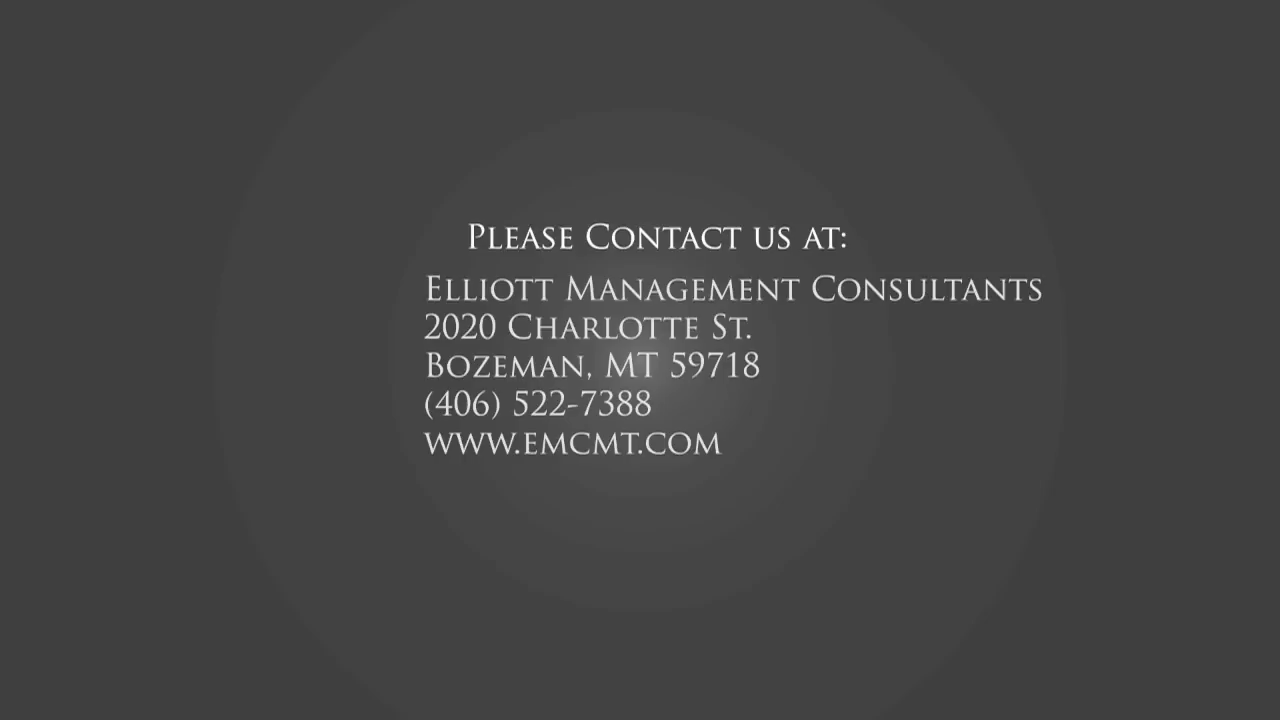 Please Contact us at:
Elliott Management Consultants
2020 Charlotte St.
Bozeman, MT 59718
(406) 522-7388
www.emcmt.com